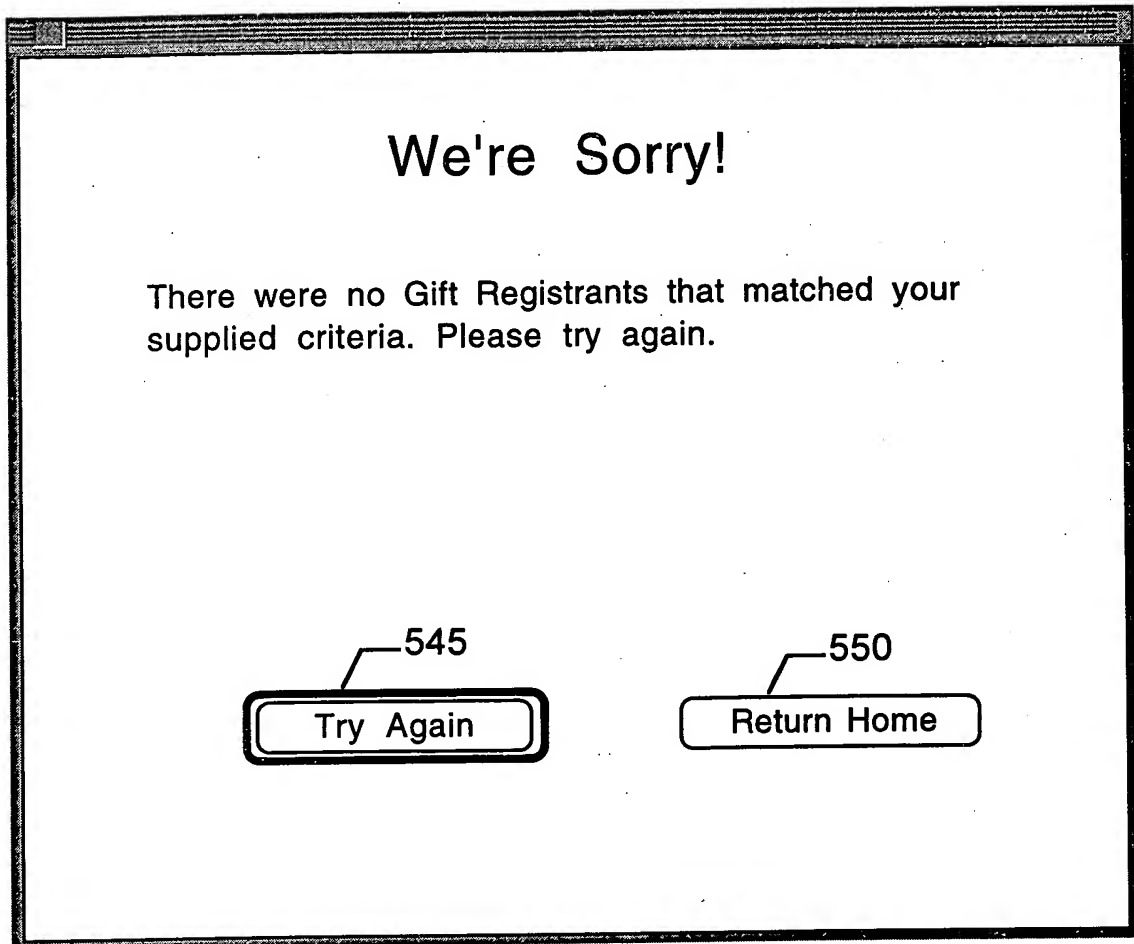 We're Sorry!
There were no Gift Registrants that matched your
supplied criteria. Please try again.
545
550
Try Again
Return Home